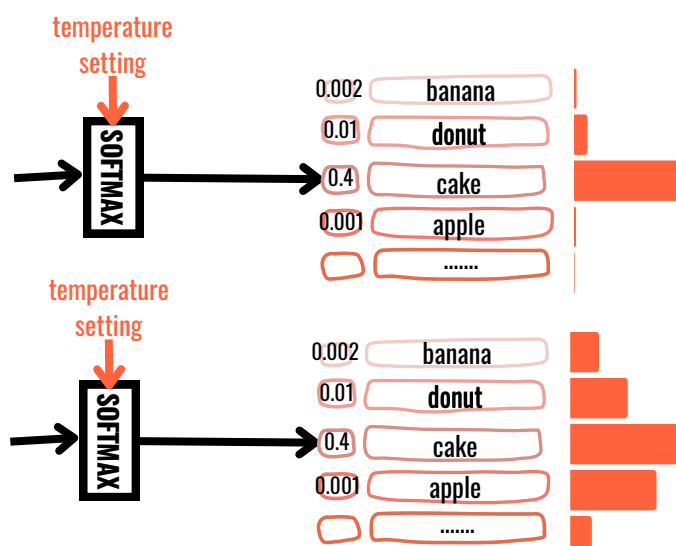 temperature
setting
SOFTMAX
0.002 banana
0.01 donut
0.4 cake
0.001 apple
.......
temperature
setting
SOFTMAX
0.002 banana
0.01 donut
0.4 cake
0.001 apple
.......